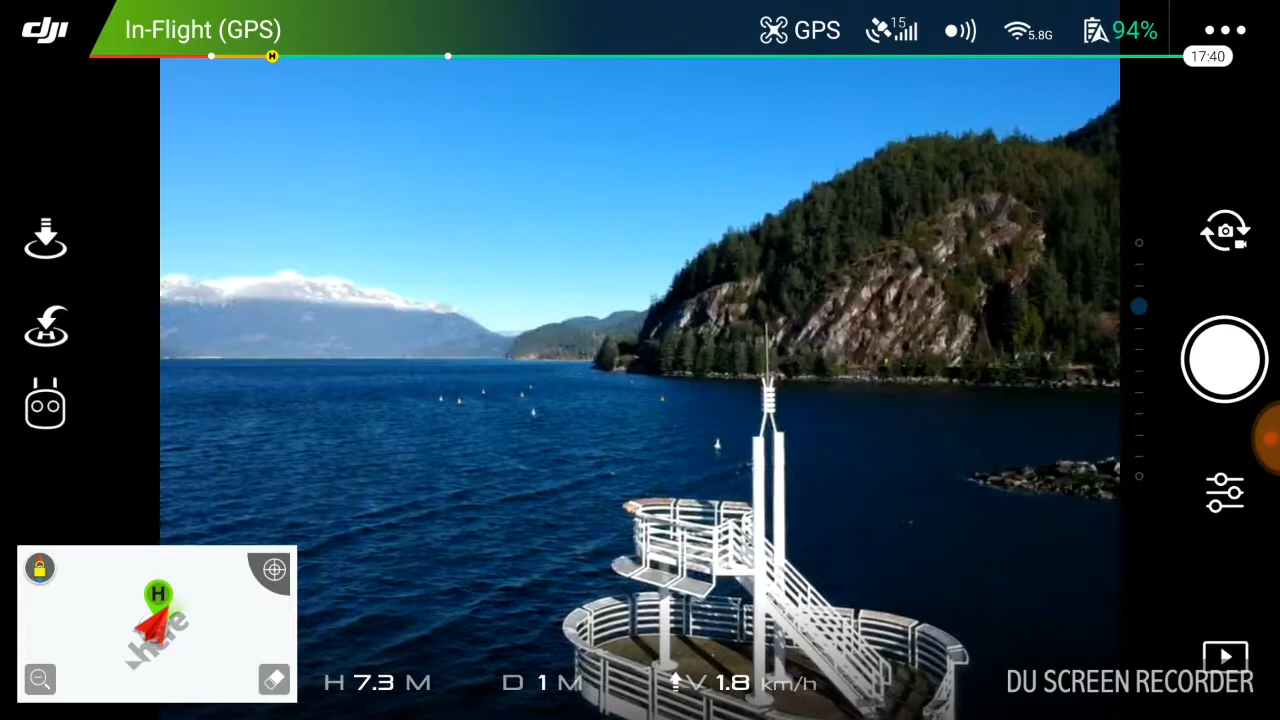 dji In-Flight (GPS) GPS 15 5.8G 94%
H
17:40
H
here
H 7.3 M D 1 M V 1.8 km/h
DU SCREEN RECORDER